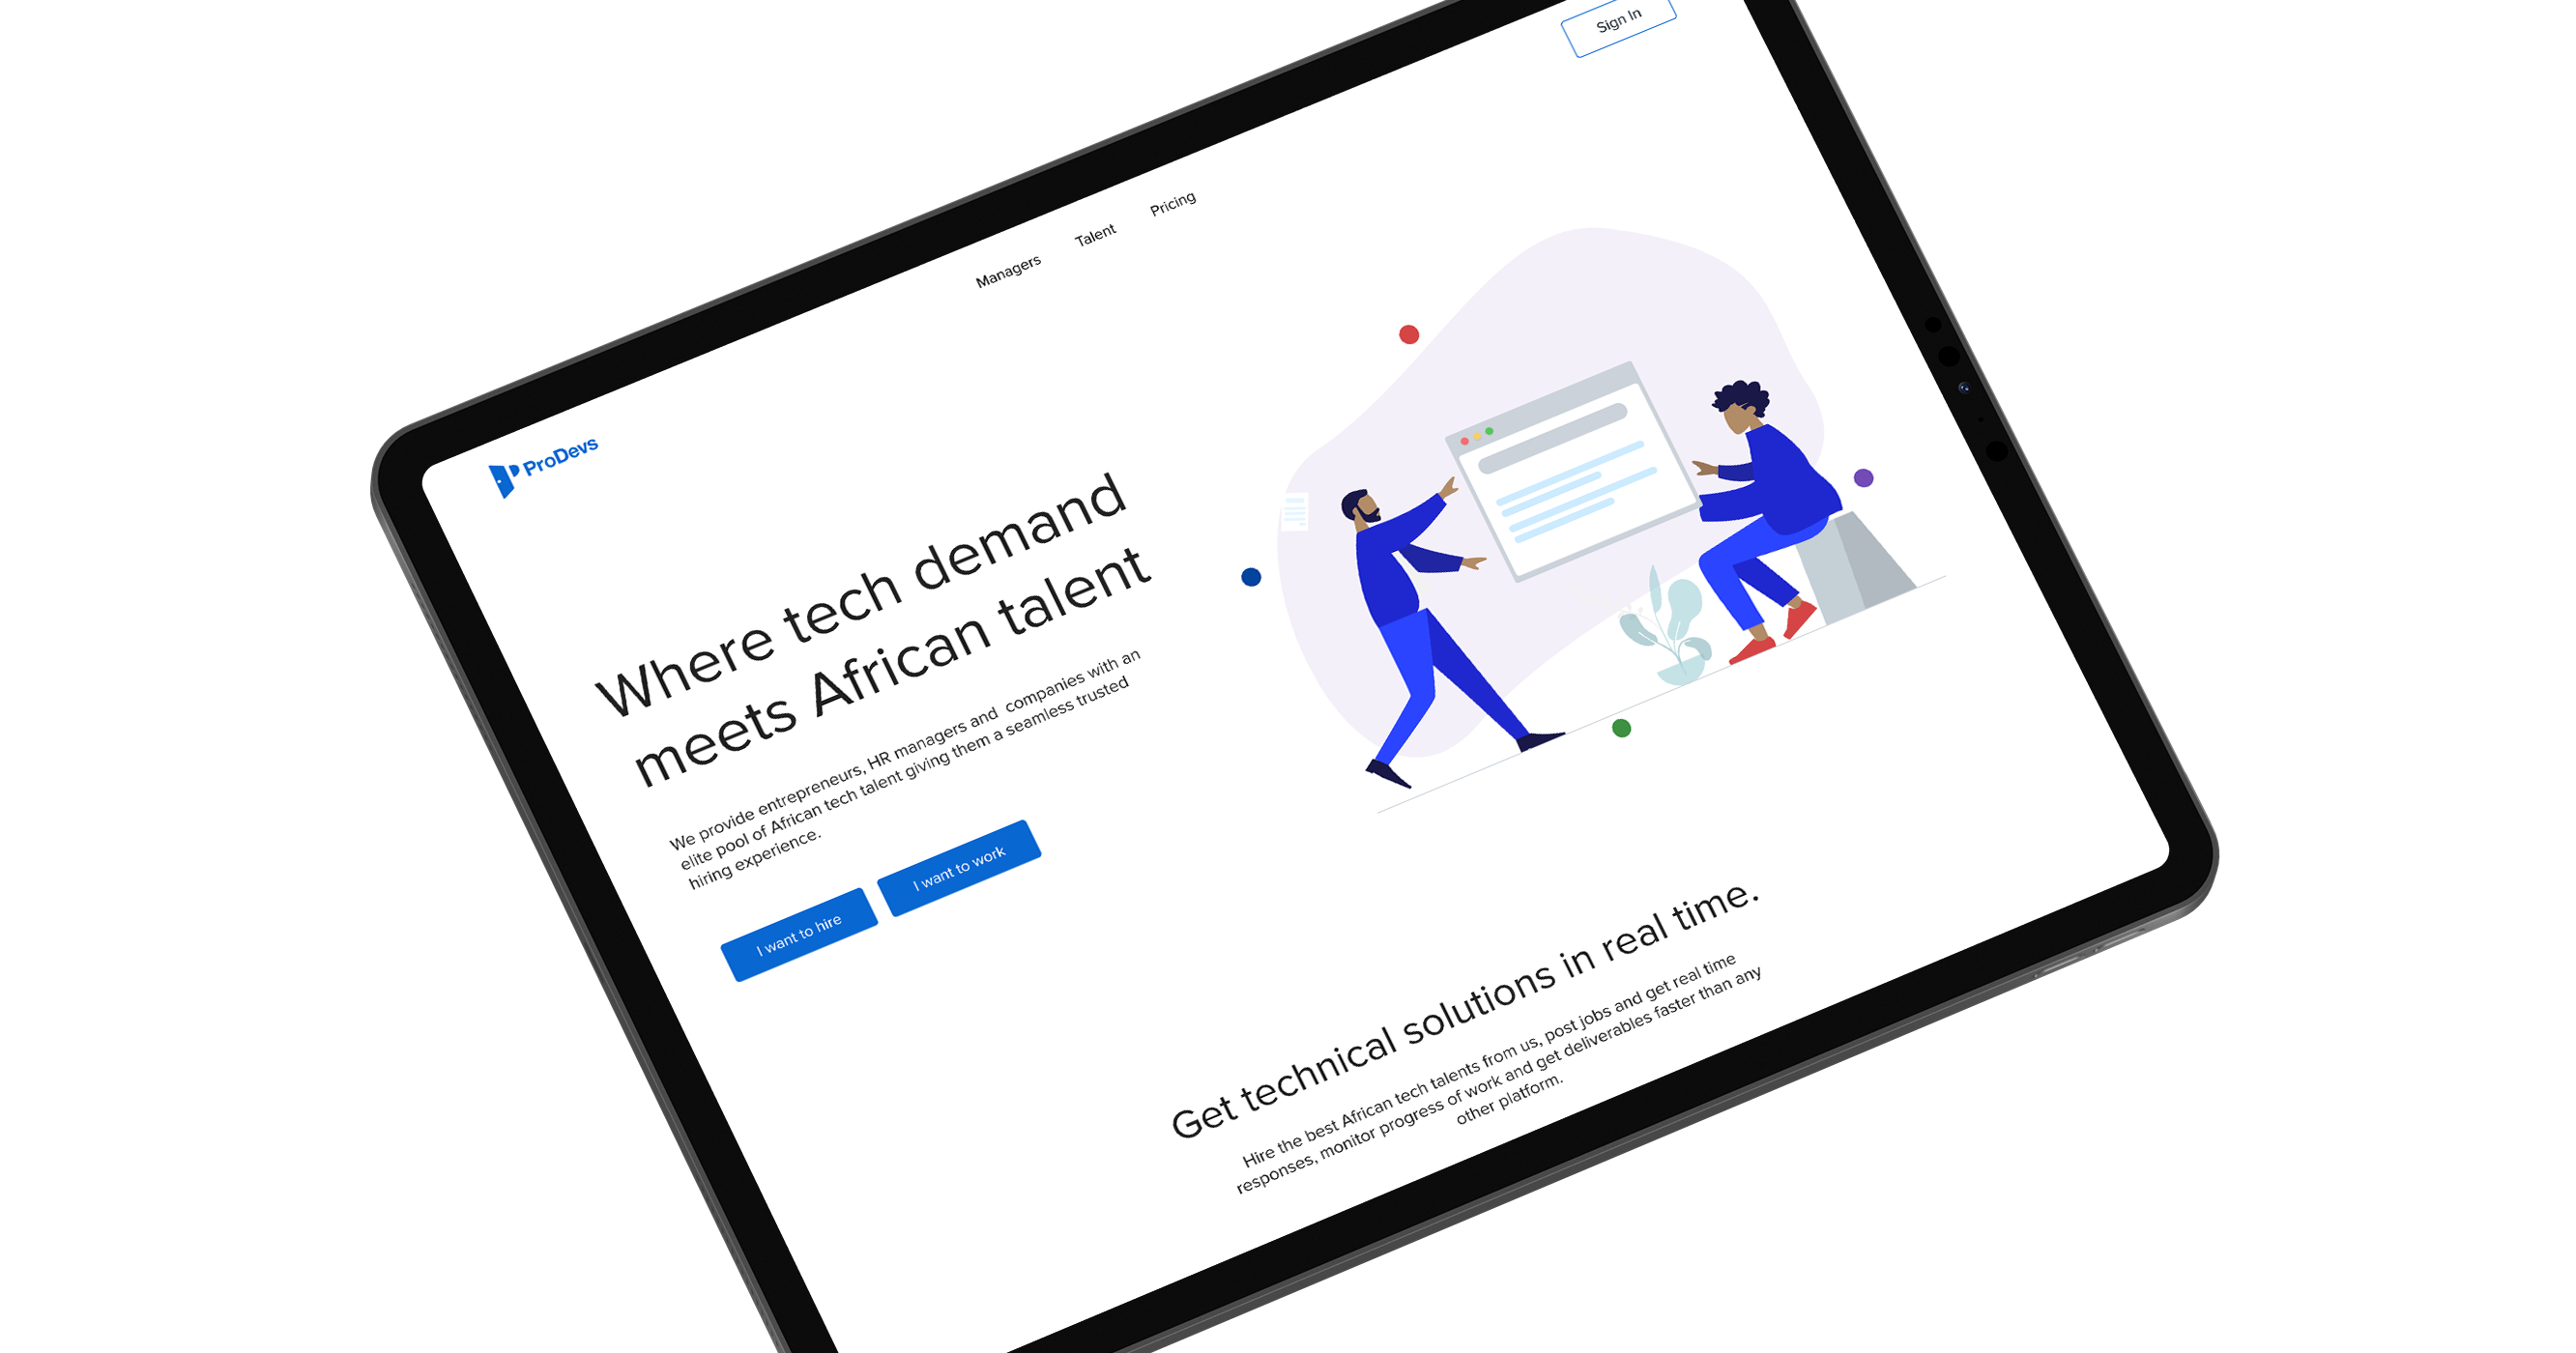 ProDevs
Managers
Talent
Pricing
Sign In
Where tech demand
meets African talent
We provide entrepreneurs, HR managers and companies with an
elite pool of African tech talent giving them a seamless trusted
hiring experience.
I want to hire
I want to work
Get technical solutions in real time.
Hire the best African tech talents from us, post jobs and get real time
responses, monitor progress of work and get deliverables faster than any
other platform.